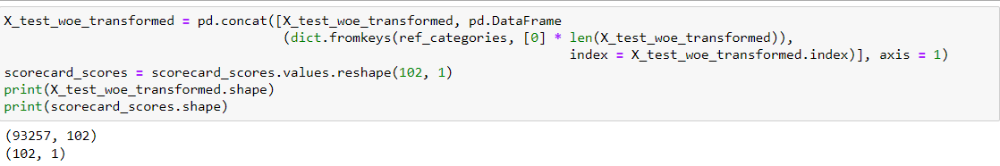 X_test_woe_transformed = pd.concat([X_test_woe_transformed, pd.DataFrame
(dict.fromkeys(ref_categories, [0] * len(X_test_woe_transformed)),
index = X_test_woe_transformed.index)], axis = 1)
scorecard_scores = scorecard_scores.values.reshape(102, 1)
print(X_test_woe_transformed.shape)
print(scorecard_scores.shape)
(93257, 102)
(102, 1)